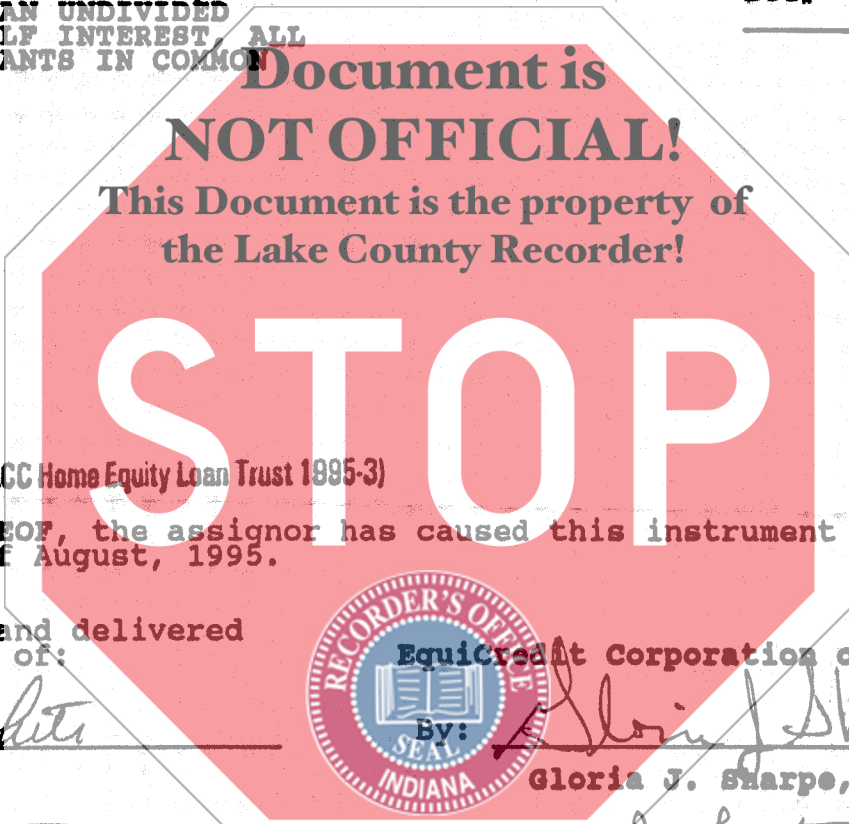 AN UNDIVIDED
LF INTEREST, ALL
ANTS IN COMMON
Document is
NOT OFFICIAL!
This Document is the property of
the Lake County Recorder!
STOP
CC Home Equity Loan Trust 1995-3)
EOF, the assignor has caused this instrument
f August, 1995.
and delivered
of:
EquiCredit Corporation o
By: Gloria J. Sh
Gloria J. Sharpe,
RECORDER'S OFFICE
SEAL
INDIANA